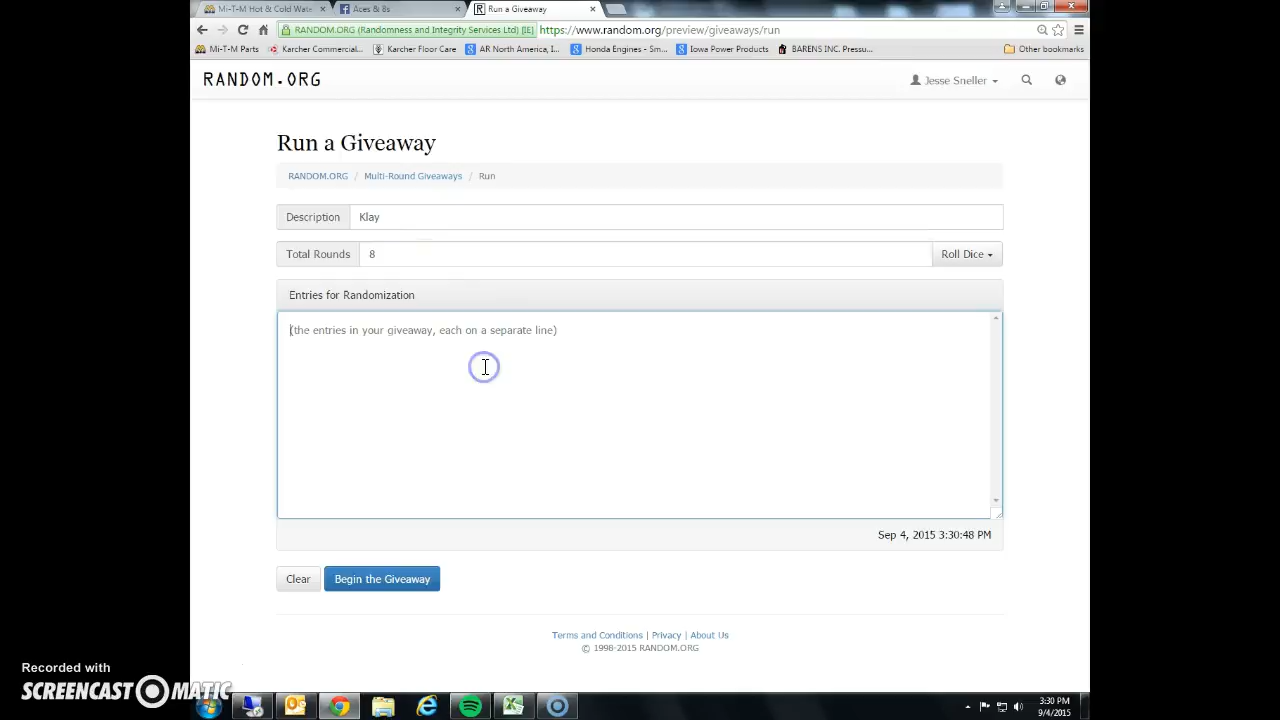 Mi-T-M Hot & Cold Wate
Aces & 8s
Run a Giveaway
RANDOM.ORG (Randomness and Integrity Services Ltd) [IE]
https://www.random.org/preview/giveaways/run
Mi-T-M Parts
Karcher Commercial...
Karcher Floor Care
AR North America, I...
Honda Engines - Sm...
Iowa Power Products
BARENS INC. Pressu...
Other bookmarks
RANDOM.ORG
Jesse Sneller
Run a Giveaway
RANDOM.ORG / Multi-Round Giveaways / Run
Description Klay
Total Rounds 8 Roll Dice
Entries for Randomization
(the entries in your giveaway, each on a separate line)
Sep 4, 2015 3:30:48 PM
Clear Begin the Giveaway
Terms and Conditions | Privacy | About Us
© 1998-2015 RANDOM.ORG
Recorded with
SCREENCAST-O-MATIC
3:30 PM
9/4/2015